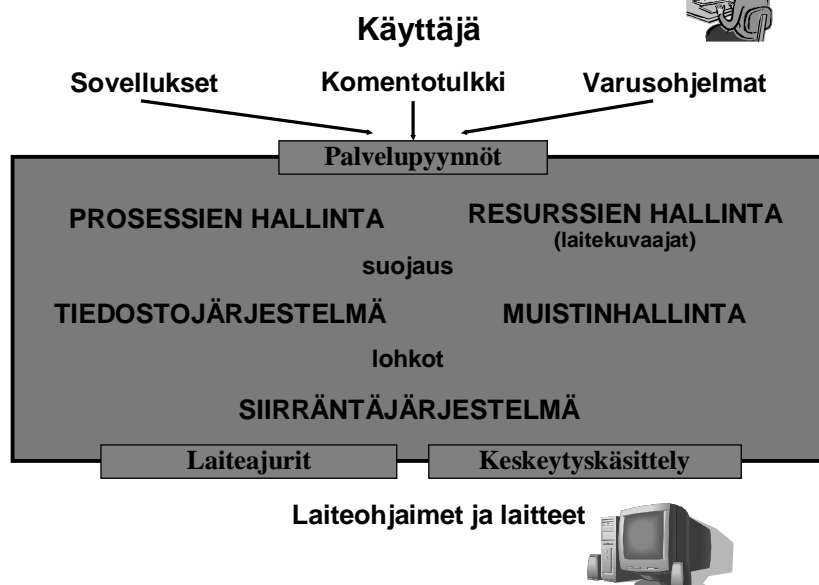 Käyttäjä
Sovellukset Komentotulkki Varusohjelmat
Palvelupyynnöt
PROSESSIEN HALLINTA RESURSSIEN HALLINTA
(laitekuvaajat)
suojaus
TIEDOSTOJÄRJESTELMÄ MUISTINHALLINTA
lohkot
SIIRRÄNTÄJÄRJESTELMÄ
Laiteajurit Keskeytyskäsittely
Laiteohjaimet ja laitteet